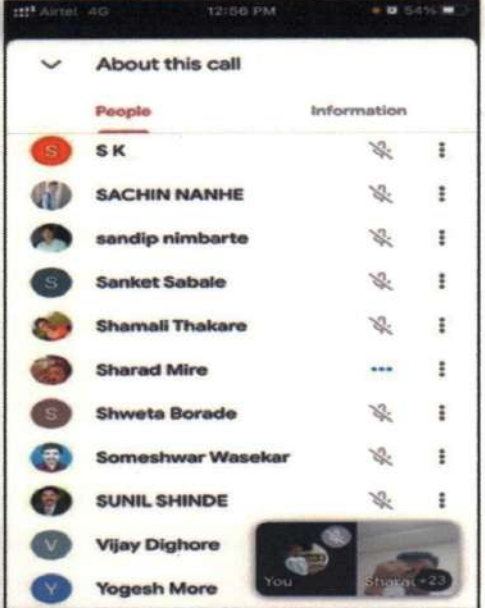 Airtel 4G 12:56 PM 54%
About this call
People Information
S S K
SACHIN NANHE
sandip nimbarte
S Sanket Sabale
Shamali Thakare
Sharad Mire
S Shweta Borade
Someshwar Wasekar
SUNIL SHINDE
V Vijay Dighore
Y Yogesh More
You +23